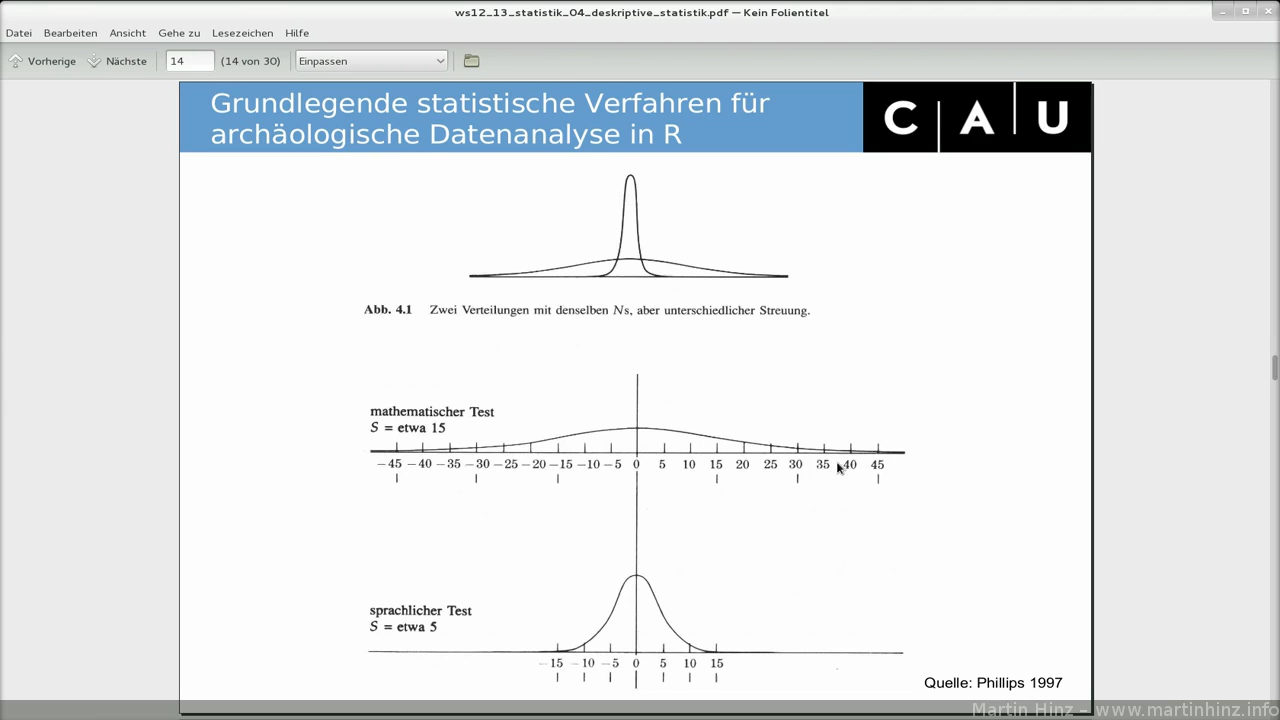 ws12_13_statistik_04_deskriptive_statistik.pdf — Kein Folientitel
Datei Bearbeiten Ansicht Gehe zu Lesezeichen Hilfe
Vorherige Nächste 14 (14 von 30) Einpassen
Grundlegende statistische Verfahren für
archäologische Datenanalyse in R
C A U
Abb. 4.1 Zwei Verteilungen mit denselben Ns, aber unterschiedlicher Streuung.
mathematischer Test
S = etwa 15
−45 −40 −35 −30 −25 −20 −15 −10 −5 0 5 10 15 20 25 30 35 40 45
sprachlicher Test
S = etwa 5
−15 −10 −5 0 5 10 15
Quelle: Phillips 1997
Martin Hinz - www.martinhinz.info